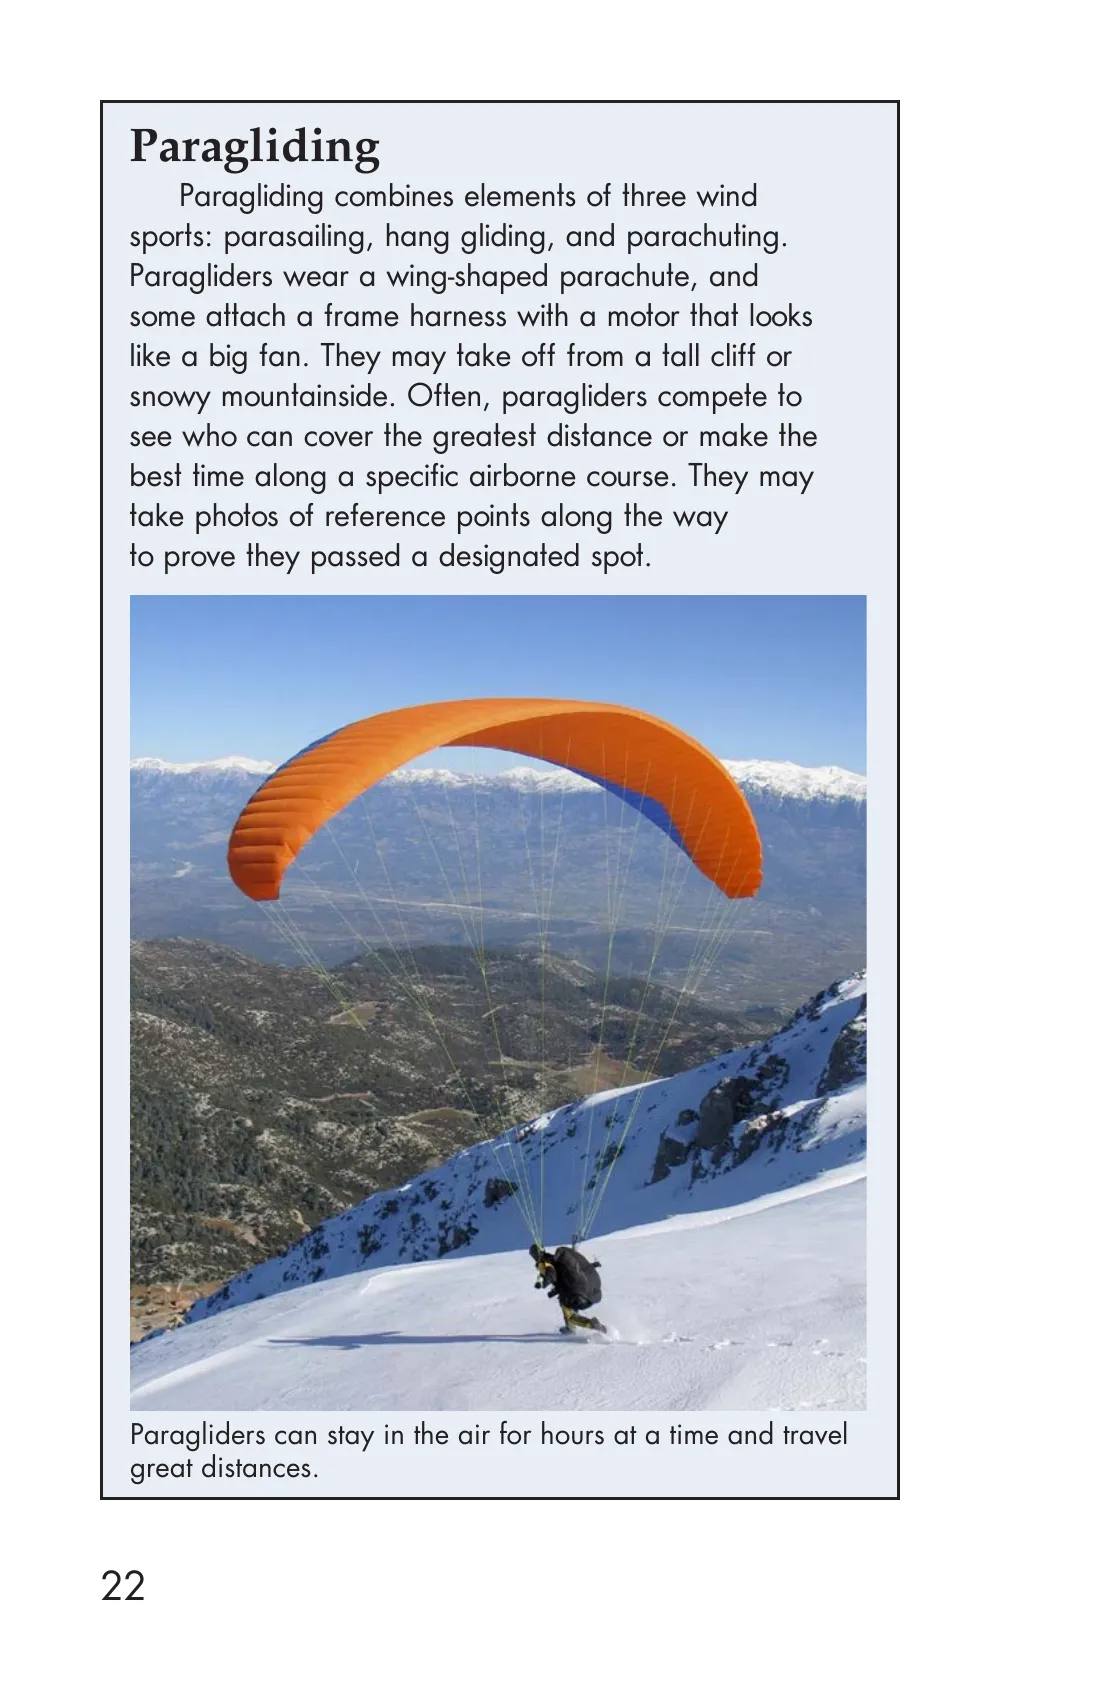 Paragliding
Paragliding combines elements of three wind
sports: parasailing, hang gliding, and parachuting.
Paragliders wear a wing-shaped parachute, and
some attach a frame harness with a motor that looks
like a big fan. They may take off from a tall cliff or
snowy mountainside. Often, paragliders compete to
see who can cover the greatest distance or make the
best time along a specific airborne course. They may
take photos of reference points along the way
to prove they passed a designated spot.
Paragliders can stay in the air for hours at a time and travel
great distances.
22